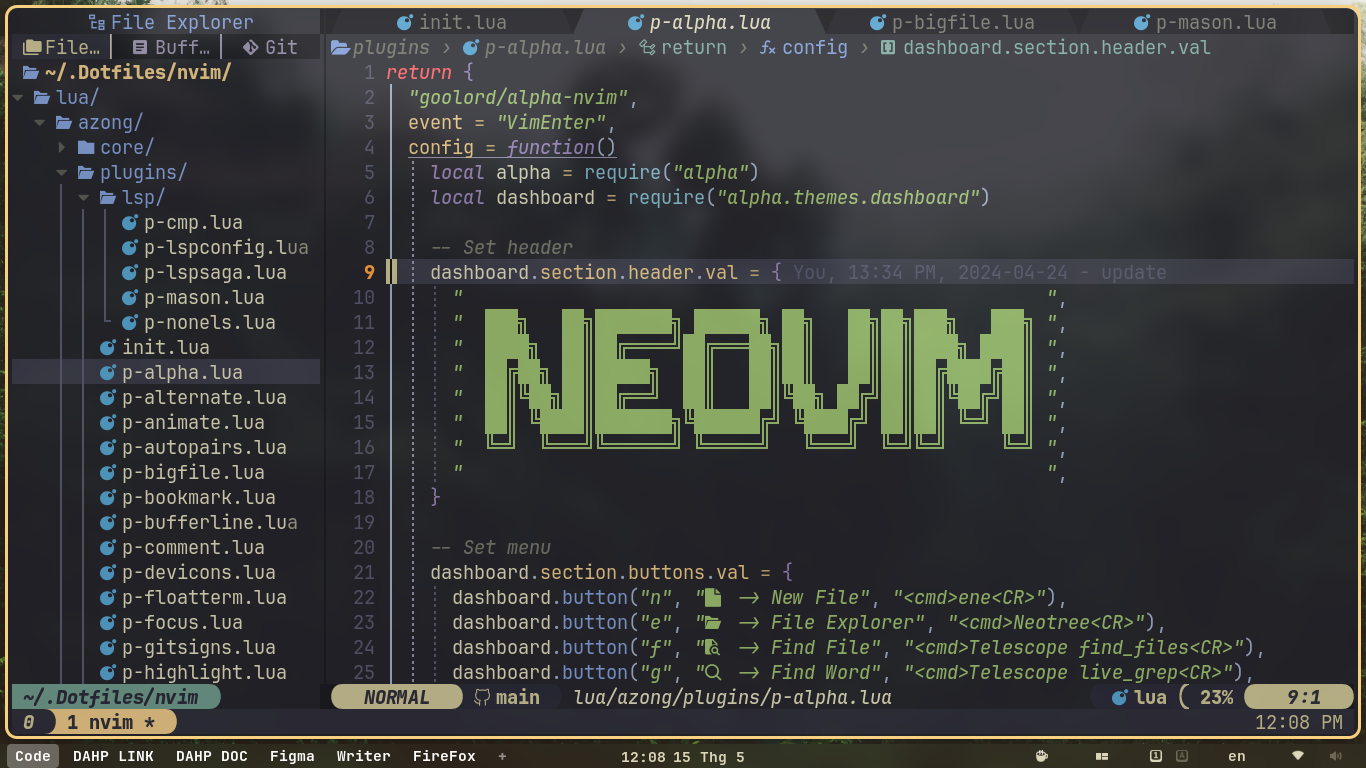 File Explorer
init.lua
p-alpha.lua
p-bigfile.lua
p-mason.lua
File… Buff… Git
plugins › p-alpha.lua › return › config › dashboard.section.header.val
~/.Dotfiles/nvim/
lua/
azong/
core/
plugins/
lsp/
p-cmp.lua
p-lspconfig.lua
p-lspsaga.lua
p-mason.lua
p-nonels.lua
init.lua
p-alpha.lua
p-alternate.lua
p-animate.lua
p-autopairs.lua
p-bigfile.lua
p-bookmark.lua
p-bufferline.lua
p-comment.lua
p-devicons.lua
p-floatterm.lua
p-focus.lua
p-gitsigns.lua
p-highlight.lua
1 return {
2 "goolord/alpha-nvim",
3 event = "VimEnter",
4 config = function()
5 local alpha = require("alpha")
6 local dashboard = require("alpha.themes.dashboard")
7
8 -- Set header
9 dashboard.section.header.val = { You, 13:34 PM, 2024-04-24 - update
10 " ",
11 " ",
12 " ",
13 " NEOVIM ",
14 " ",
15 " ",
16 " ",
17 " ",
18 }
19
20 -- Set menu
21 dashboard.section.buttons.val = {
22 dashboard.button("n", " -> New File", "<cmd>ene<CR>"),
23 dashboard.button("e", " -> File Explorer", "<cmd>Neotree<CR>"),
24 dashboard.button("f", " -> Find File", "<cmd>Telescope find_files<CR>"),
25 dashboard.button("g", " -> Find Word", "<cmd>Telescope live_grep<CR>"),
~/.Dotfiles/nvim
NORMAL main lua/azong/plugins/p-alpha.lua lua 23% 9:1
0 1 nvim * 12:08 PM
Code DAHP LINK DAHP DOC Figma Writer FireFox + 12:08 15 Thg 5 1 A en